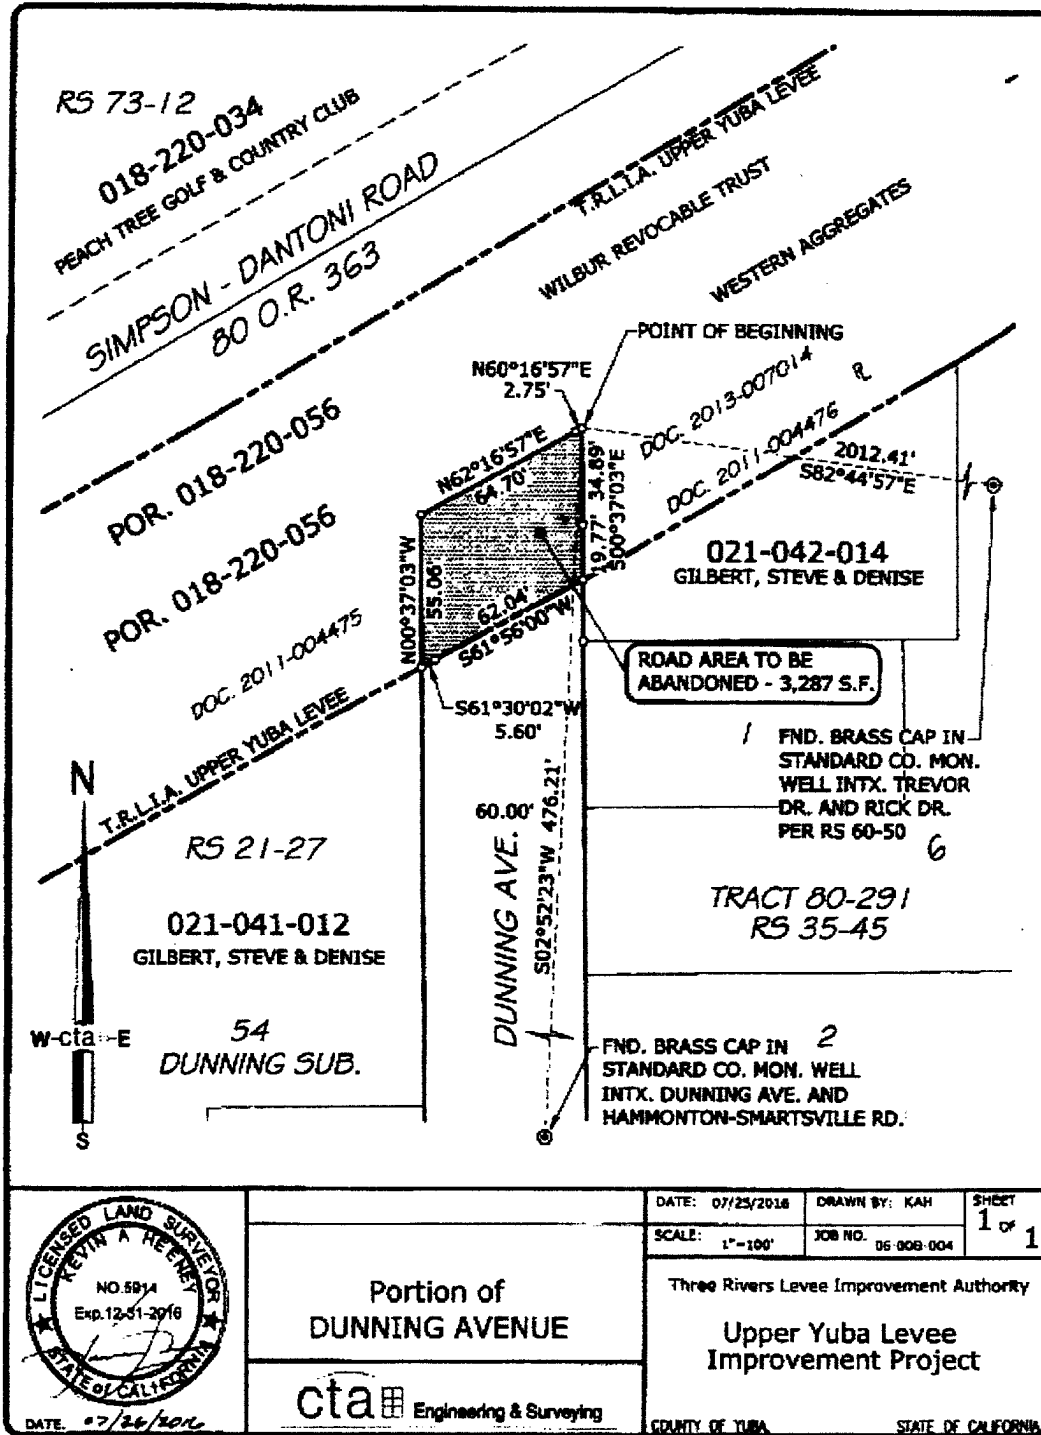 RS 73-12
018-220-034
PEACH TREE GOLF & COUNTRY CLUB
SIMPSON - DANTONI ROAD
80 O.R. 363
T.R.L.I.A. UPPER YUBA LEVEE
WILBUR REVOCABLE TRUST
WESTERN AGGREGATES
POINT OF BEGINNING
N60°16'57"E
2.75'
DOC. 2013-007014
DOC. 2011-004476
2012.41'
S82°44'57"E
N62°16'57"E
64.70'
34.89'
19.77'
S00°37'03"E
POR. 018-220-056
POR. 018-220-056
DOC. 2011-004475
T.R.L.I.A. UPPER YUBA LEVEE
N00°37'03"W
55.06'
62.04'
S61°56'00"W
021-042-014
GILBERT, STEVE & DENISE
ROAD AREA TO BE
ABANDONED - 3,287 S.F.
S61°30'02"W
5.60'
1
FND. BRASS CAP IN
STANDARD CO. MON.
WELL INTX. TREVOR
DR. AND RICK DR.
PER RS 60-50
6
N
RS 21-27
60.00'
DUNNING AVE.
S02°52'23"W 476.21'
TRACT 80-291
RS 35-45
021-041-012
GILBERT, STEVE & DENISE
W-cta-E
S
54
DUNNING SUB.
2
FND. BRASS CAP IN
STANDARD CO. MON. WELL
INTX. DUNNING AVE. AND
HAMMONTON-SMARTSVILLE RD.
LICENSED LAND SURVEYOR
KEVIN A HEENEY
NO.5914
Exp.12-31-2016
STATE of CALIFORNIA
DATE. 07/26/2016
Portion of
DUNNING AVENUE
cta Engineering & Surveying
DATE: 07/25/2016
DRAWN BY: KAH
SHEET
1 OF 1
SCALE: 1"=100'
JOB NO. 06-008-004
Three Rivers Levee Improvement Authority
Upper Yuba Levee
Improvement Project
COUNTY OF YUBA
STATE OF CALIFORNIA